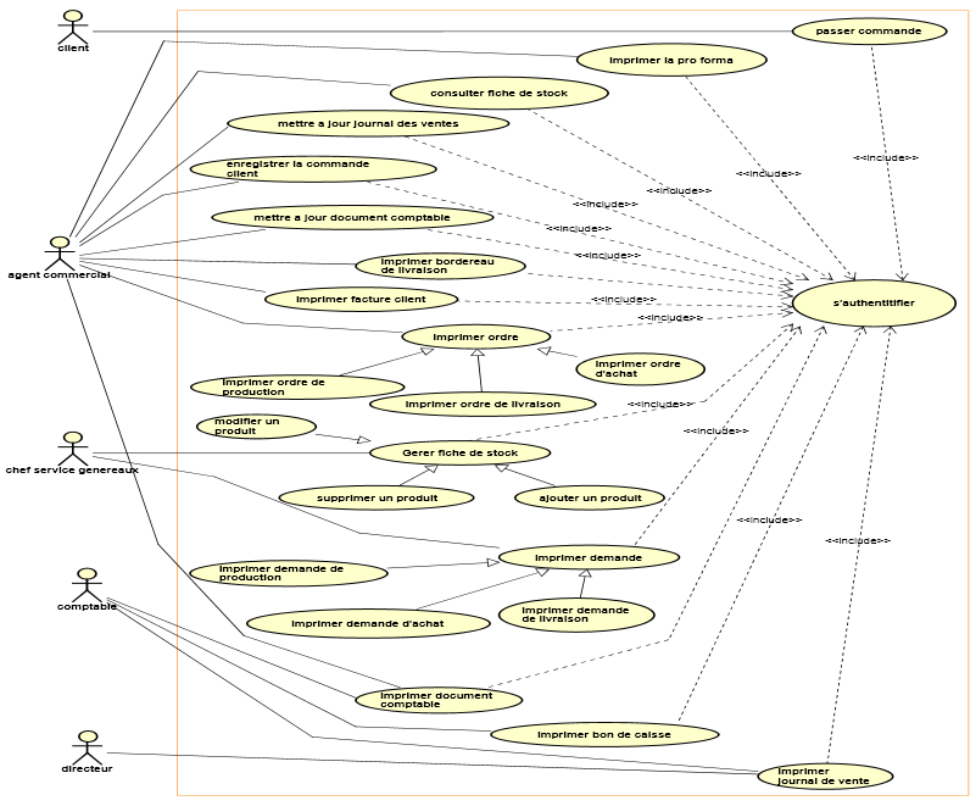 client
passer commande
Imprimer la pro forma
consulter fiche de stock
mettre a jour journal des ventes
<<include>>
enregistrer la commande
client
<<include>>
<<include>>
<<include>>
mettre a jour document comptable
<<include>>
agent commercial
<<include>>
Imprimer bordereau
de livraison
Imprimer facture client
<<include>>
s'authentitifier
<<include>>
Imprimer ordre
Imprimer ordre
d'achat
Imprimer ordre de
production
Imprimer ordre de livraison
<<include>>
modifier un
produit
<<include>>
chef service genereaux
Gerer fiche de stock
supprimer un produit
ajouter un produit
<<include>>
<<include>>
Imprimer demande
Imprimer demande de
production
comptable
Imprimer demande
de livraison
Imprimer demande d'achat
Imprimer document
comptable
Imprimer bon de caisse
directeur
Imprimer
journal de vente